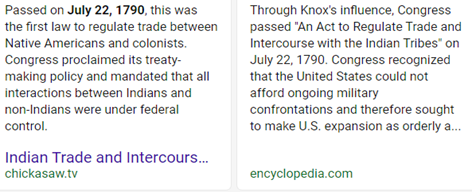 Passed on July 22, 1790, this was
the first law to regulate trade between
Native Americans and colonists.
Congress proclaimed its treaty-
making policy and mandated that all
interactions between Indians and
non-Indians were under federal
control.
Indian Trade and Intercours...
chickasaw.tv
Through Knox's influence, Congress
passed "An Act to Regulate Trade and
Intercourse with the Indian Tribes" on
July 22, 1790. Congress recognized
that the United States could not
afford ongoing military
confrontations and therefore sought
to make U.S. expansion as orderly a...
encyclopedia.com